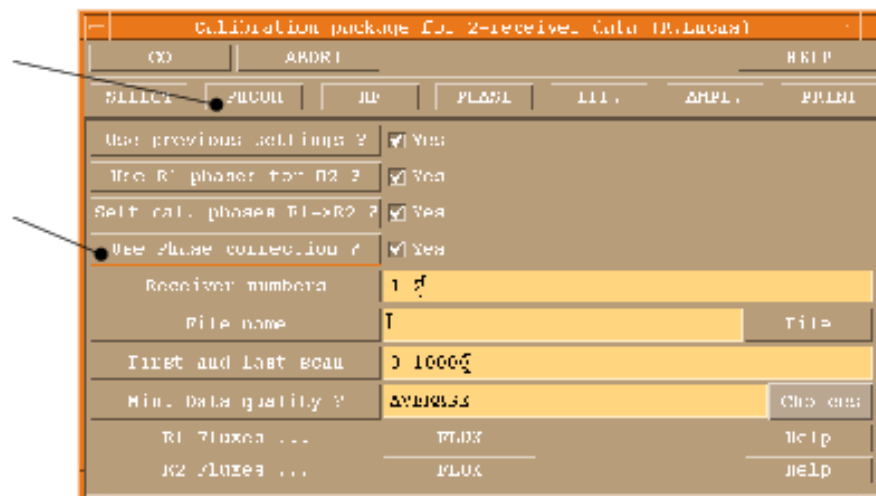 Calibration package for 2-receiver data (R.Lucas)
GO ABORT HELP
SELECT PHCOR RF PHASE AMPL. PRINT
Use previous settings ? Yes
Use R1 phases for R2 ? Yes
Self cal. phases R1->R2 ? Yes
Use Phase correction ? Yes
Receiver numbers 1 2
File name File
First and last scan 0 10000
Min. Data quality ? AVERAGE Choices
R1 Fluxes ... FLUX Help
R2 Fluxes ... FLUX Help